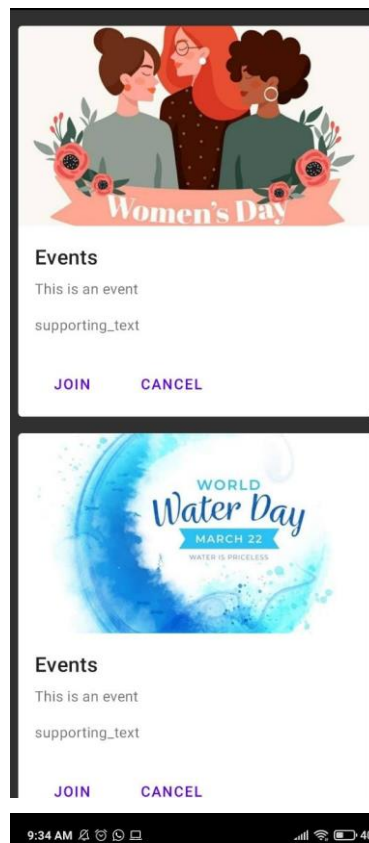 Women's Day
Events
This is an event
supporting_text
JOIN CANCEL
WORLD
Water Day
MARCH 22
WATER IS PRICELESS
Events
This is an event
supporting_text
JOIN CANCEL
9:34 AM 40